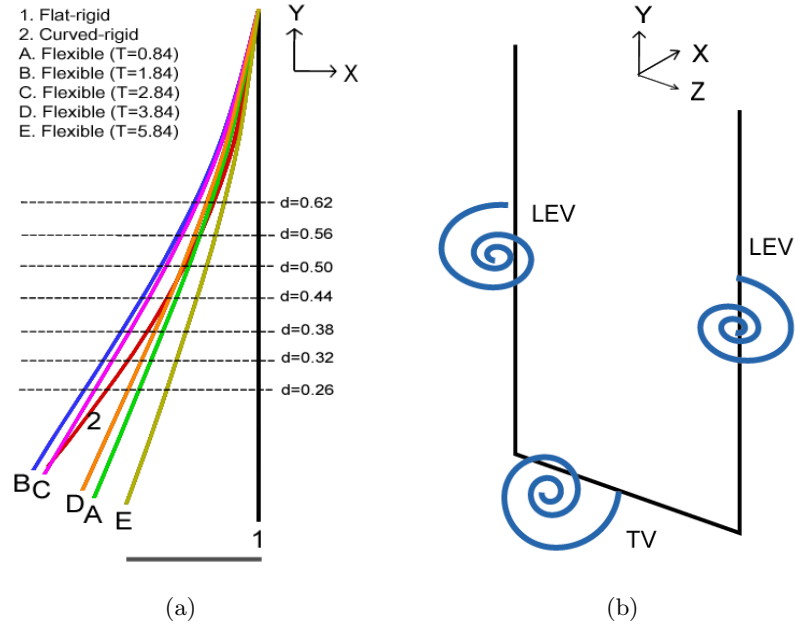 1. Flat-rigid
2. Curved-rigid
A. Flexible (T=0.84)
B. Flexible (T=1.84)
C. Flexible (T=2.84)
D. Flexible (T=3.84)
E. Flexible (T=5.84)
Y
X
d=0.62
d=0.56
d=0.50
d=0.44
d=0.38
d=0.32
d=0.26
2
B
C
D
A
E
1
(a)
Y
X
Z
LEV
LEV
TV
(b)